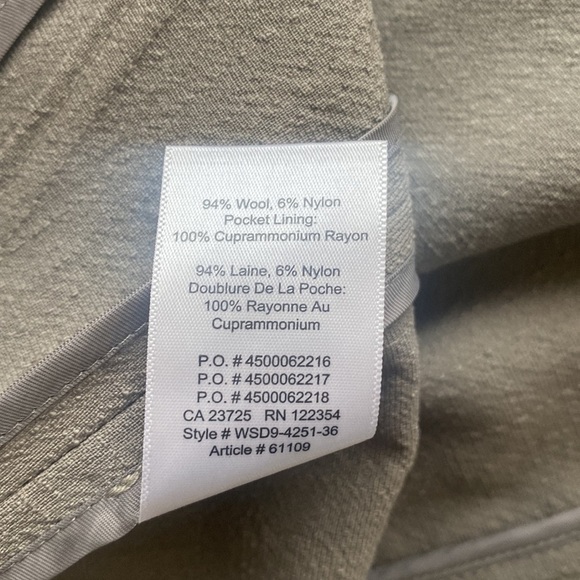 94% Wool, 6% Nylon
Pocket Lining:
100% Cuprammonium Rayon
94% Laine, 6% Nylon
Doublure De La Poche:
100% Rayonne Au
Cuprammonium
P.O. # 4500062216
P.O. # 4500062217
P.O. # 4500062218
CA 23725 RN 122354
Style # WSD9-4251-36
Article # 61109